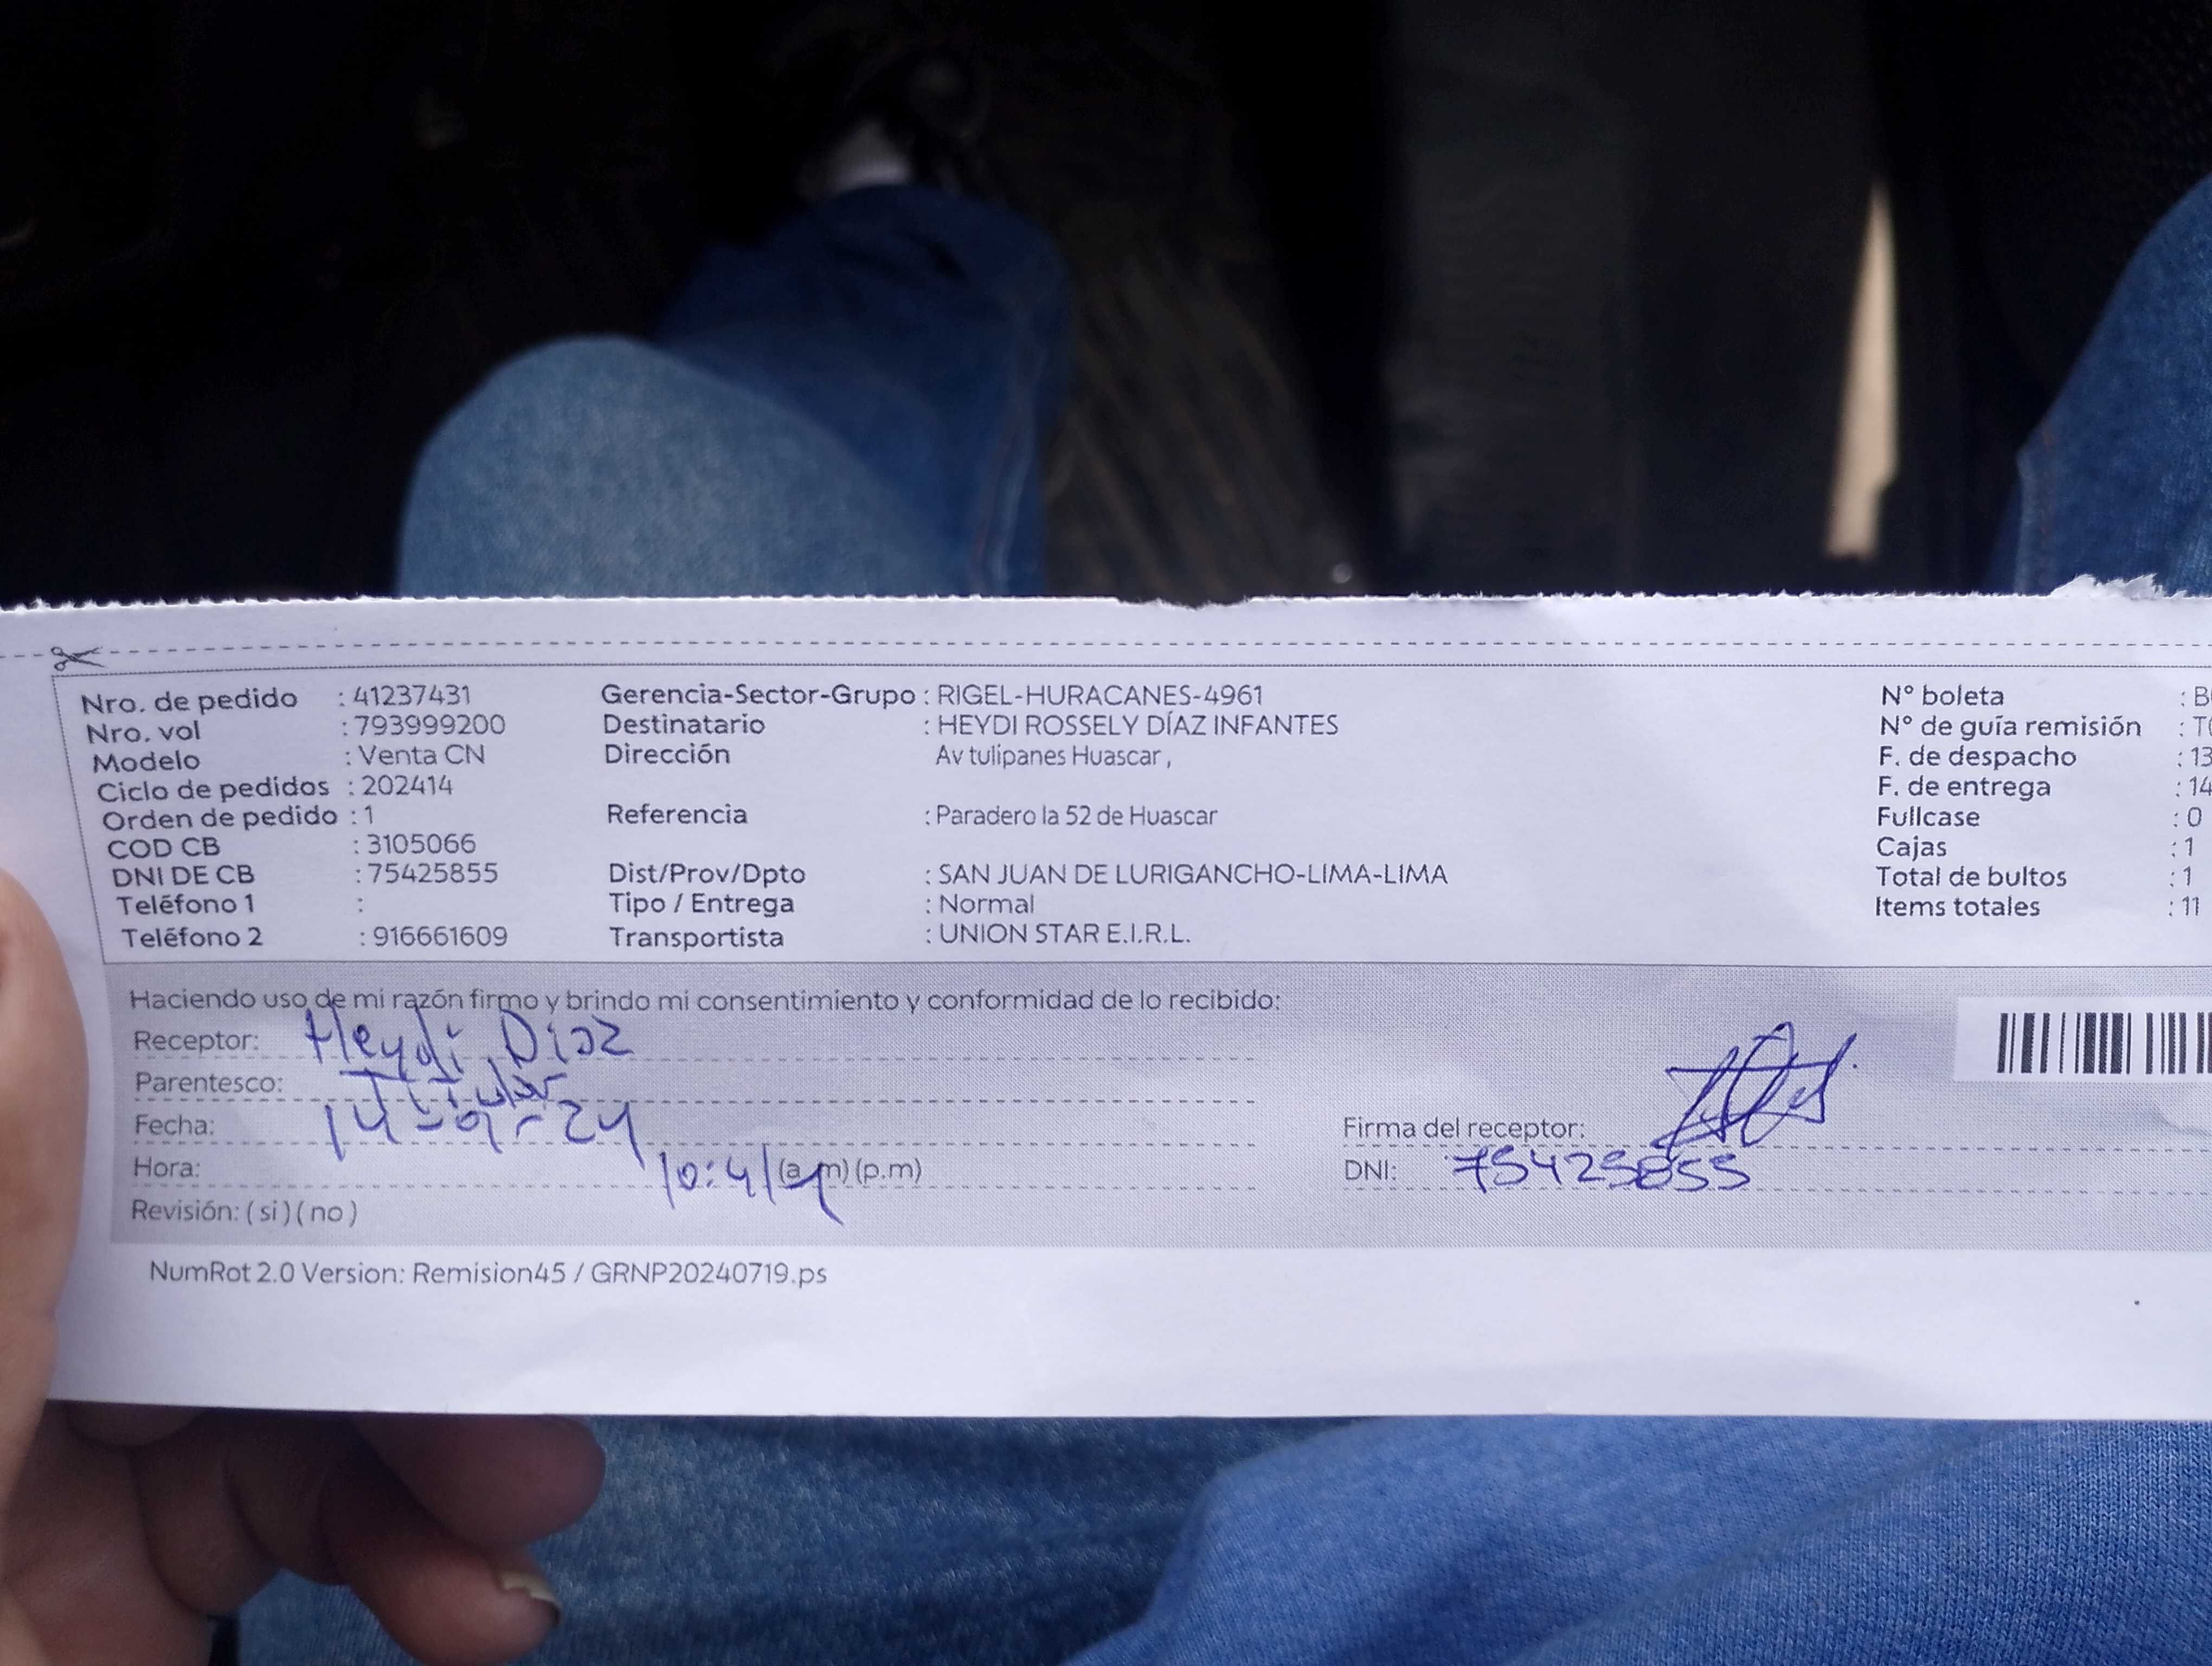 Nro. de pedido : 41237431 Gerencia-Sector-Grupo : RIGEL-HURACANES-4961 N° boleta : B
Nro. vol : 793999200 Destinatario : HEYDI ROSSELY DÍAZ INFANTES N° de guía remisión : T
Modelo : Venta CN Dirección Av tulipanes Huascar , F. de despacho : 13
Ciclo de pedidos : 202414 F. de entrega : 14
Orden de pedido : 1 Referencia : Paradero la 52 de Huascar Fullcase : 0
COD CB : 3105066 Cajas : 1
DNI DE CB : 75425855 Dist/Prov/Dpto : SAN JUAN DE LURIGANCHO-LIMA-LIMA Total de bultos : 1
Teléfono 1 : Tipo / Entrega : Normal Items totales : 11
Teléfono 2 : 916661609 Transportista : UNION STAR E.I.R.L.
Haciendo uso de mi razón firmo y brindo mi consentimiento y conformidad de lo recibido:
Receptor: Heydi Diaz
Parentesco: Titular
Fecha: 14-9-24 Firma del receptor:
Hora: 10:41 (a.m) (p.m) DNI: 75425855
Revisión: ( si ) ( no )
NumRot 2.0 Version: Remision45 / GRNP20240719.ps